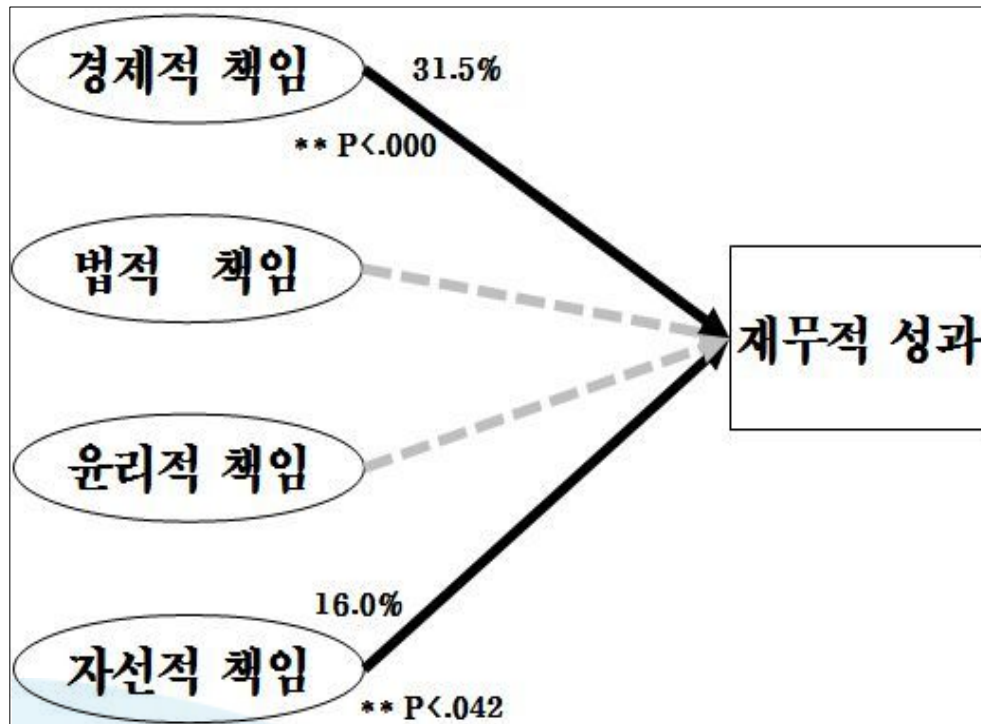 경제적 책임
31.5%
** P<.000
법적 책임
재무적 성과
윤리적 책임
16.0%
자선적 책임
** P<.042